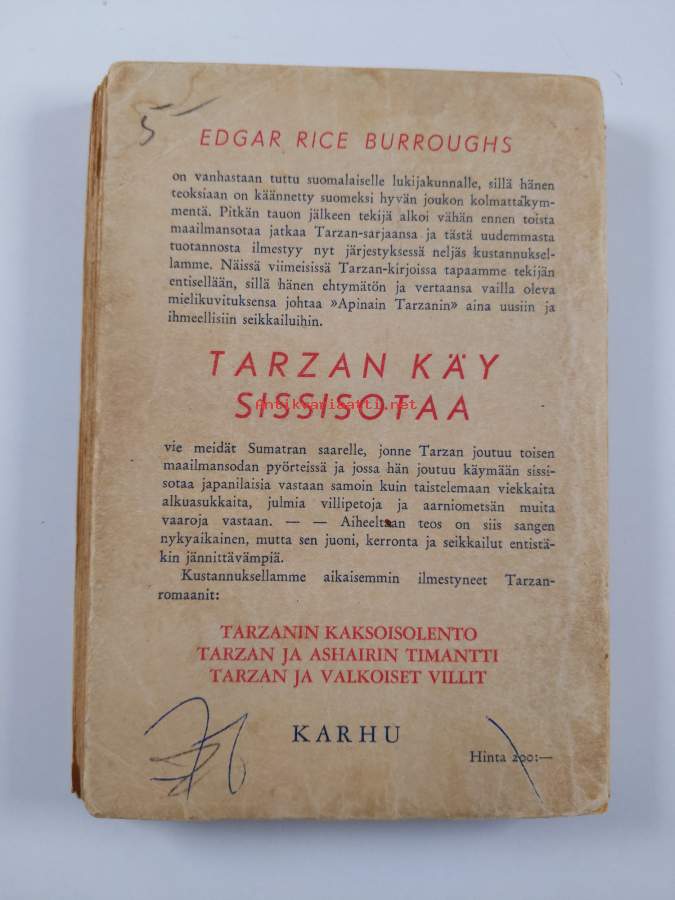 5
EDGAR RICE BURROUGHS
on vanhastaan tuttu suomalaiselle lukijakunnalle, sillä hänen
teoksiaan on käännetty suomeksi hyvän joukon kolmattakym-
mentä. Pitkän tauon jälkeen tekijä alkoi vähän ennen toista
maailmansotaa jatkaa Tarzan-sarjaansa ja tästä uudemmasta
tuotannosta ilmestyy nyt järjestyksessä neljäs kustannuksel-
lamme. Näissä viimeisissä Tarzan-kirjoissa tapaamme tekijän
entisellään, sillä hänen ehtymätön ja vertaansa vailla oleva
mielikuvituksensa johtaa »Apinain Tarzanin» aina uusiin ja
ihmeellisiin seikkailuihin.
TARZAN KÄY
SISSISOTAA
Antikvariaatti.net
vie meidät Sumatran saarelle, jonne Tarzan joutuu toisen
maailmansodan pyörteissä ja jossa hän joutuu käymään sissi-
sotaa japanilaisia vastaan samoin kuin taistelemaan viekkaita
alkuasukkaita, julmia villipetoja ja aarniometsän muita
vaaroja vastaan. — — Aiheeltaan teos on siis sangen
nykyaikainen, mutta sen juoni, kerronta ja seikkailut entistä-
kin jännittävämpiä.
Kustannuksellamme aikaisemmin ilmestyneet Tarzan-
romaanit:
TARZANIN KAKSOISOLENTO
TARZAN JA ASHAIRIN TIMANTTI
TARZAN JA VALKOISET VILLIT
KARHU
Hinta 200:—